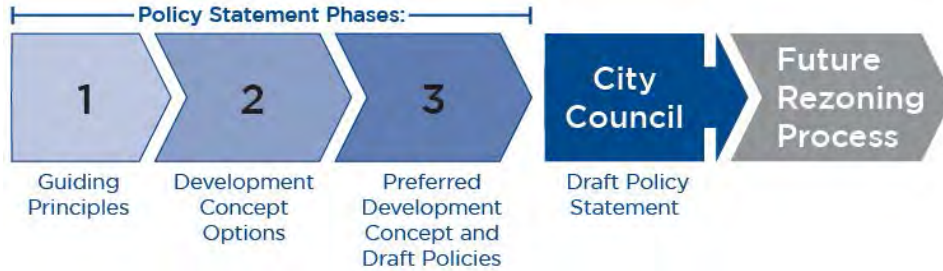 Policy Statement Phases:
1
2
3
City
Council
Future
Rezoning
Process
Guiding
Principles
Development
Concept
Options
Preferred
Development
Concept and
Draft Policies
Draft Policy
Statement